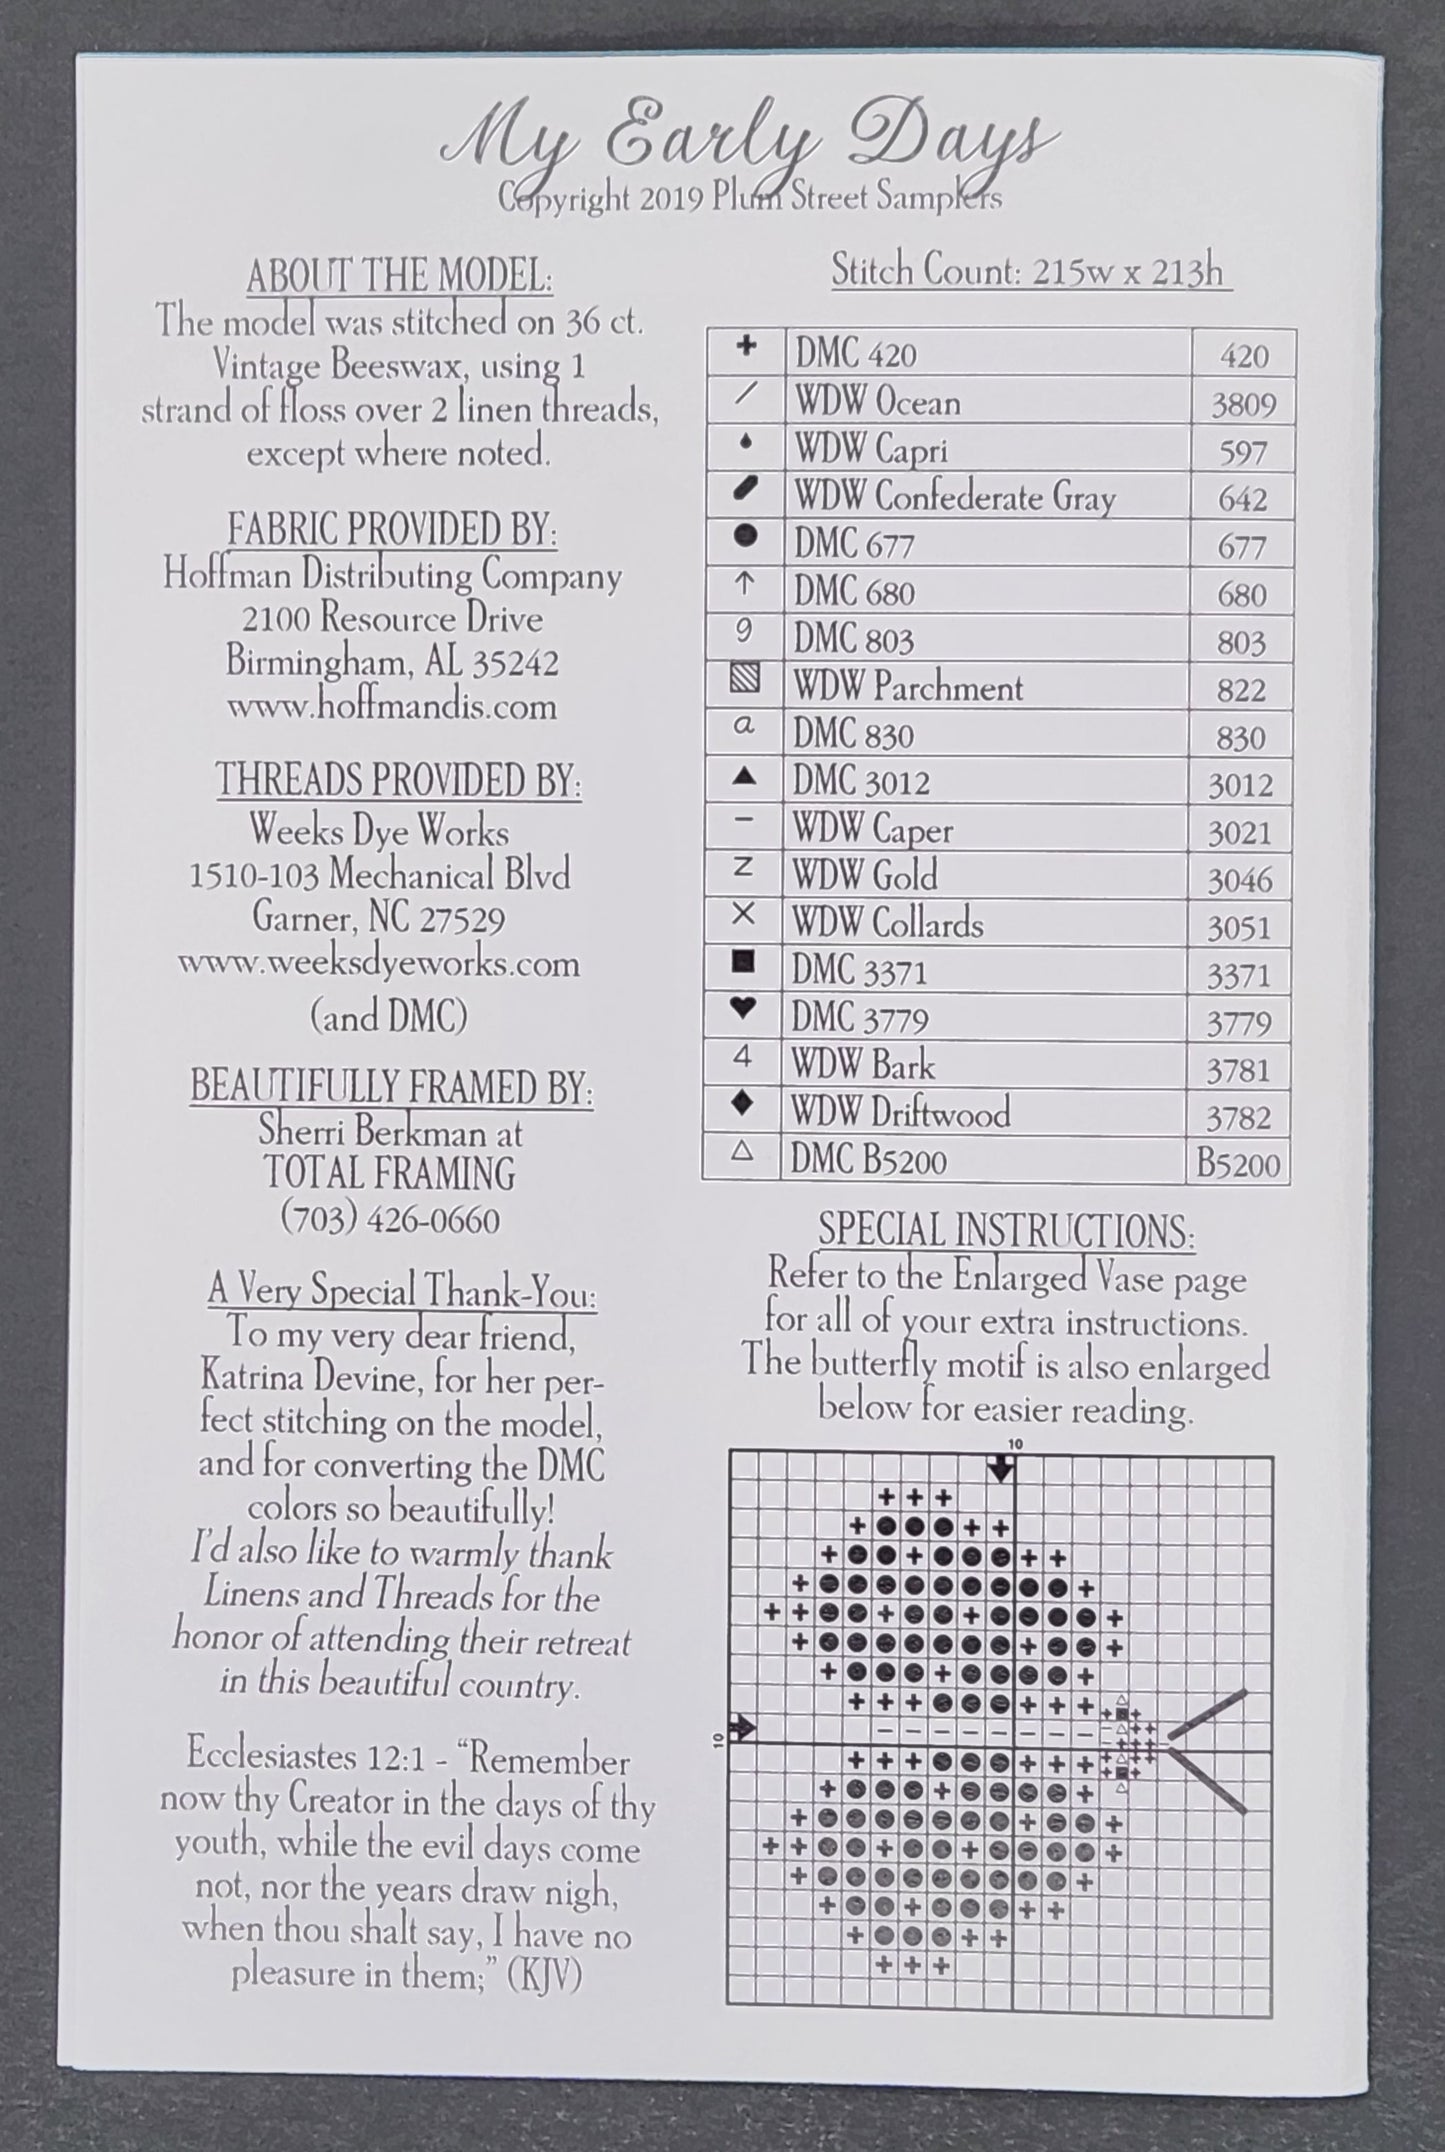 My Early Days
Copyright 2019 Plum Street Samplers
ABOUT THE MODEL:
The model was stitched on 36 ct.
Vintage Beeswax, using 1
strand of floss over 2 linen threads,
except where noted.
FABRIC PROVIDED BY:
Hoffman Distributing Company
2100 Resource Drive
Birmingham, AL 35242
www.hoffmandis.com
THREADS PROVIDED BY:
Weeks Dye Works
1510-103 Mechanical Blvd
Garner, NC 27529
www.weeksdyeworks.com
(and DMC)
BEAUTIFULLY FRAMED BY:
Sherri Berkman at
TOTAL FRAMING
(703) 426-0660
A Very Special Thank-You:
To my very dear friend,
Katrina Devine, for her per-
fect stitching on the model,
and for converting the DMC
colors so beautifully!
I'd also like to warmly thank
Linens and Threads for the
honor of attending their retreat
in this beautiful country.
Ecclesiastes 12:1 - “Remember
now thy Creator in the days of thy
youth, while the evil days come
not, nor the years draw nigh,
when thou shalt say, I have no
pleasure in them;” (KJV)
Stitch Count: 215w x 213h
+ DMC 420 420
/ WDW Ocean 3809
WDW Capri 597
WDW Confederate Gray 642
● DMC 677 677
↑ DMC 680 680
9 DMC 803 803
WDW Parchment 822
a DMC 830 830
▲ DMC 3012 3012
– WDW Caper 3021
Z WDW Gold 3046
X WDW Collards 3051
■ DMC 3371 3371
♥ DMC 3779 3779
4 WDW Bark 3781
◆ WDW Driftwood 3782
△ DMC B5200 B5200
SPECIAL INSTRUCTIONS:
Refer to the Enlarged Vase page
for all of your extra instructions.
The butterfly motif is also enlarged
below for easier reading.
10
10